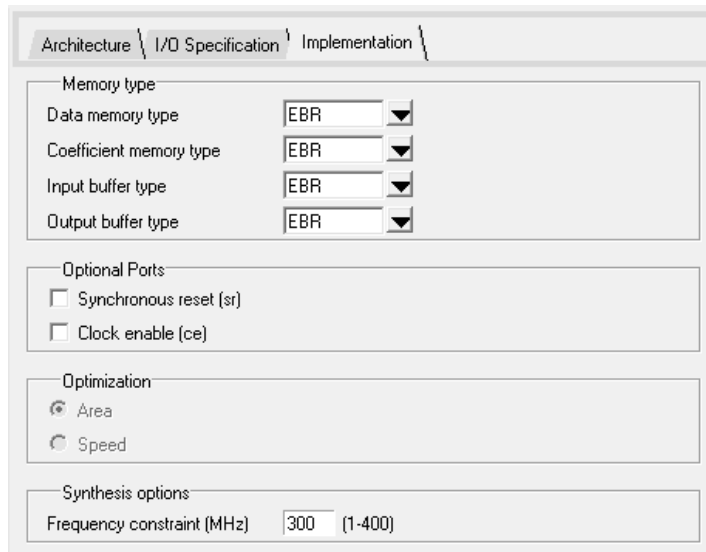 Architecture I/O Specification Implementation
Memory type
Data memory type EBR
Coefficient memory type EBR
Input buffer type EBR
Output buffer type EBR
Optional Ports
Synchronous reset (sr)
Clock enable (ce)
Optimization
Area
Speed
Synthesis options
Frequency constraint (MHz) 300 (1-400)